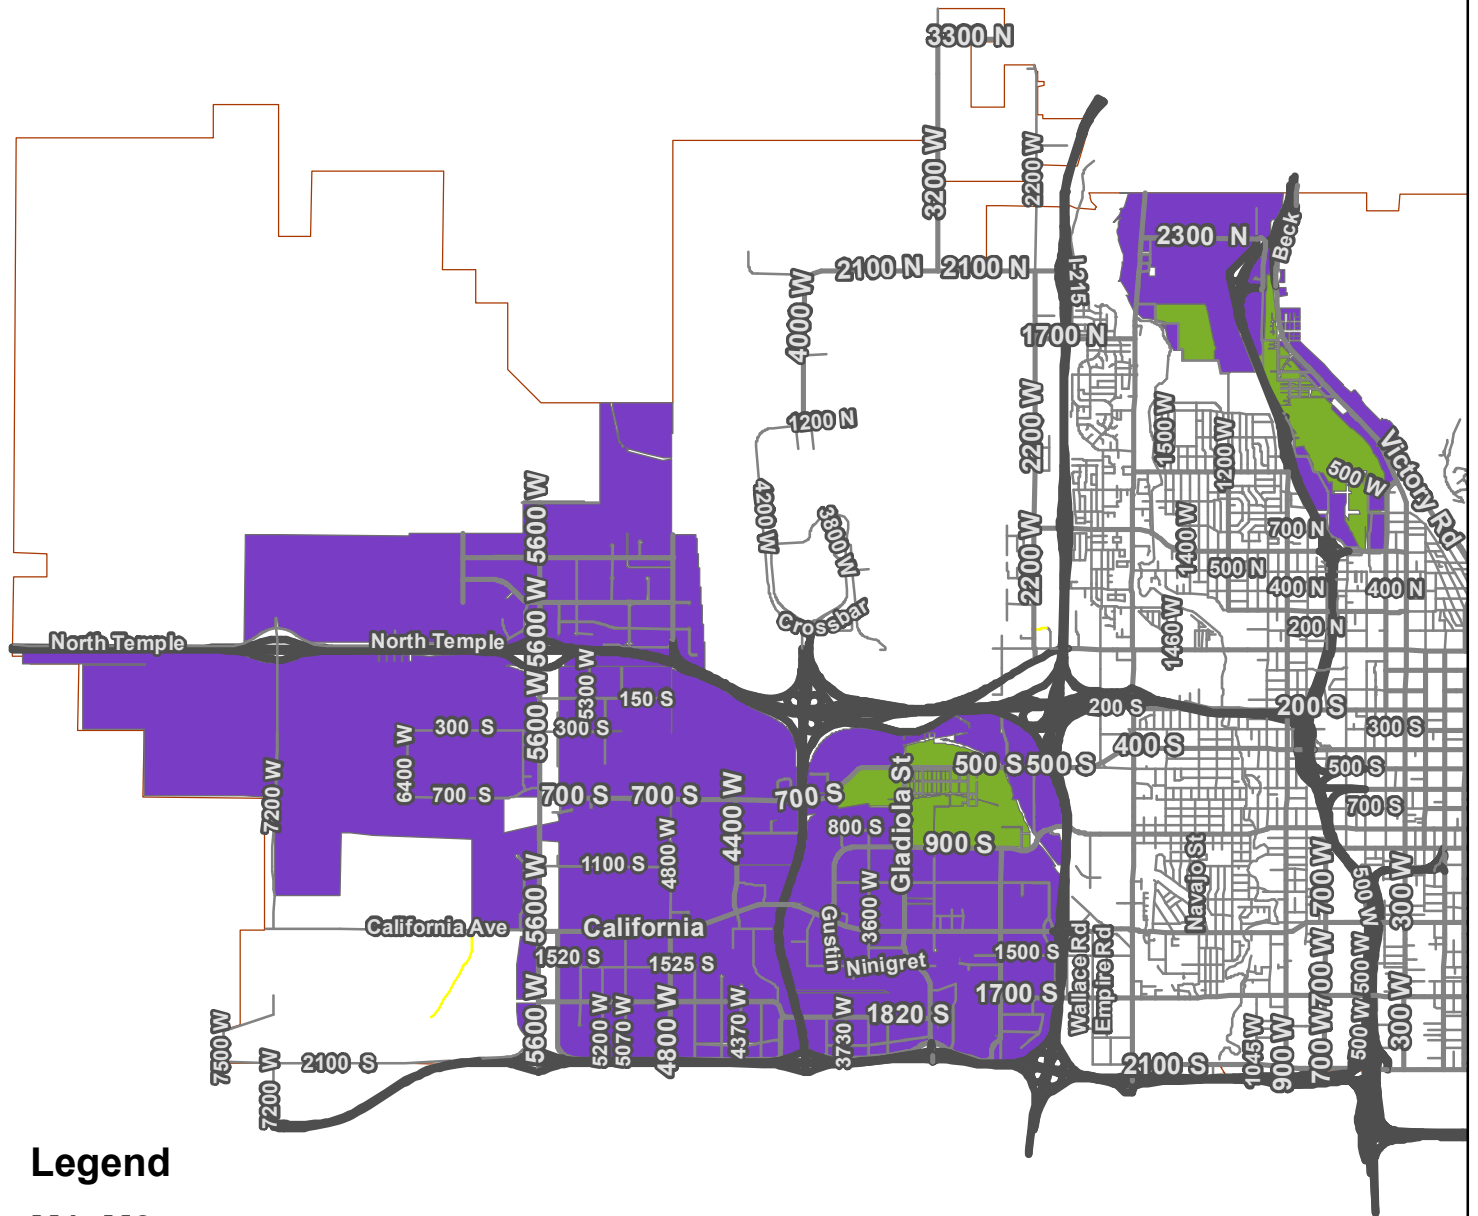 3300 N
3200 W
2200 W
2300 N
Beck
2100 N
2100 N
I-215
4000 W
1700 N
1200 N
2200 W
1500 W
1200 W
Victory Rd
500 W
5600 W
4200 W
3800 W
2200 W
1400 W
700 N
500 N
400 N
400 N
5600 W
Crossbar
1460 W
200 N
North Temple
North Temple
5600 W
5300 W
150 S
200 S
200 S
300 S
300 S
300 S
6400 W
400 S
500 S
500 S
500 S
7200 W
700 S
700 S
700 S
700 S
700 S
4400 W
Gladiola St
800 S
900 S
4800 W
1100 S
Navajo St
700 W
500 W
300 W
5600 W
3600 W
California Ave
California
Gustin
1520 S
1525 S
Ninigret
1500 S
Wallace Rd
Empire Rd
700 W
500 W
5600 W
1700 S
1820 S
5200 W
5070 W
4800 W
4370 W
3730 W
7500 W
2100 S
7200 W
2100 S
1045 W
900 W
700 W
500 W
300 W
Legend